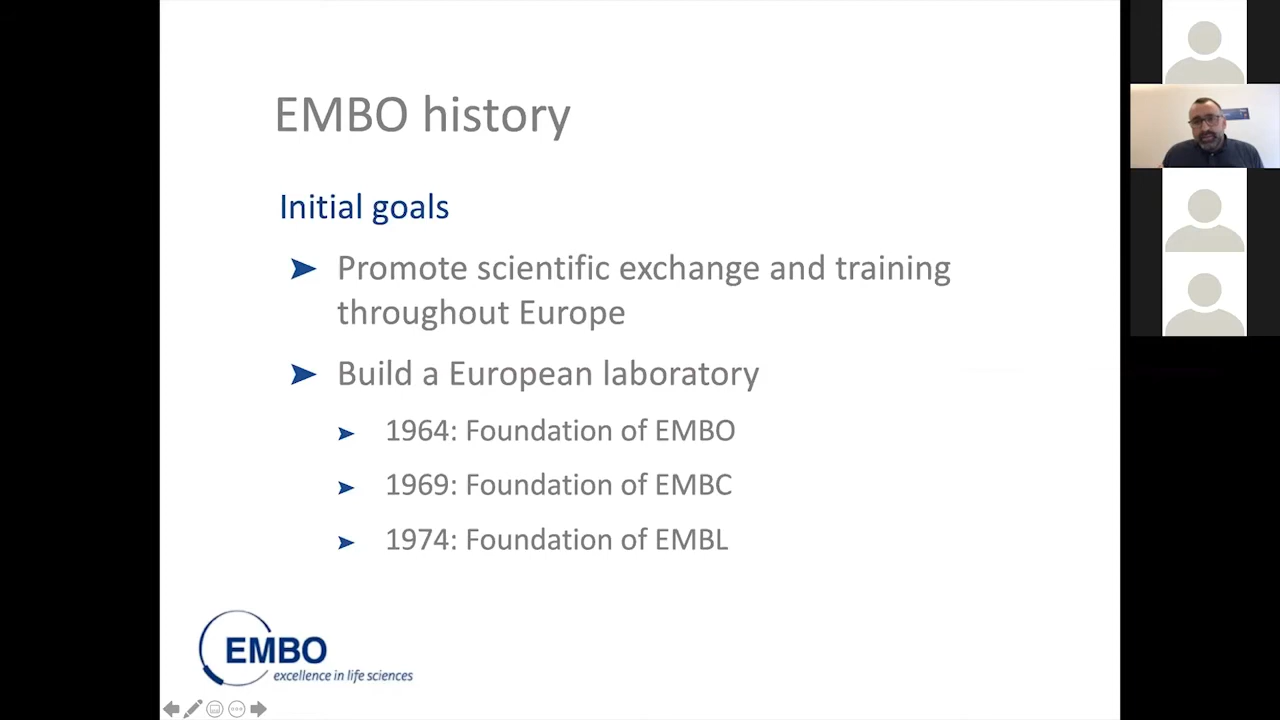 EMBO history
Initial goals
➤ Promote scientific exchange and training
throughout Europe
➤ Build a European laboratory
➤ 1964: Foundation of EMBO
➤ 1969: Foundation of EMBC
➤ 1974: Foundation of EMBL
EMBO
excellence in life sciences